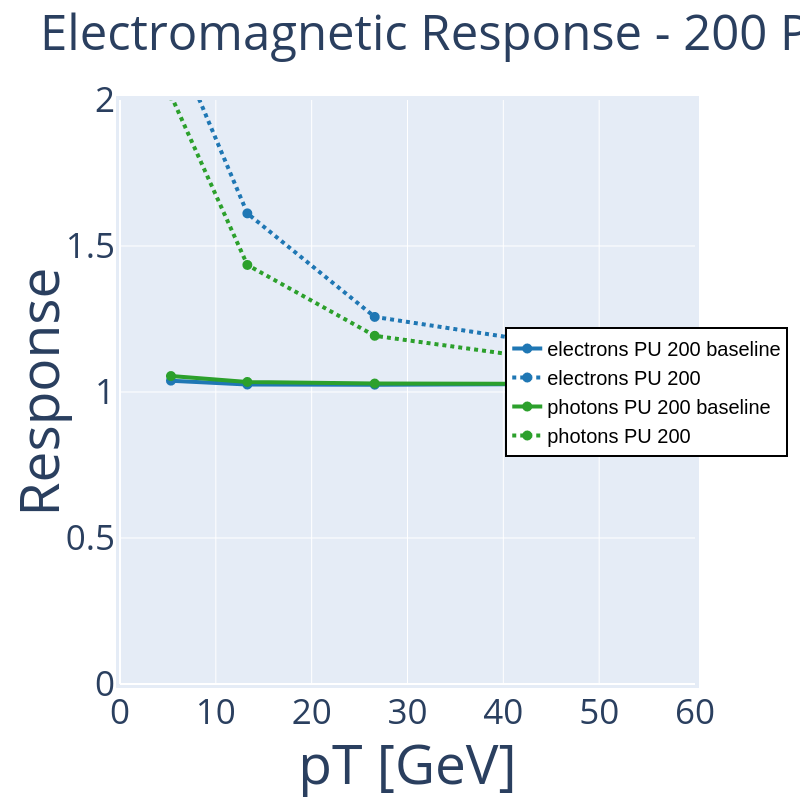 Electromagnetic Response - 200 P
2
1.5
1
0.5
0
Response
0 10 20 30 40 50 60
pT [GeV]
electrons PU 200 baseline
electrons PU 200
photons PU 200 baseline
photons PU 200